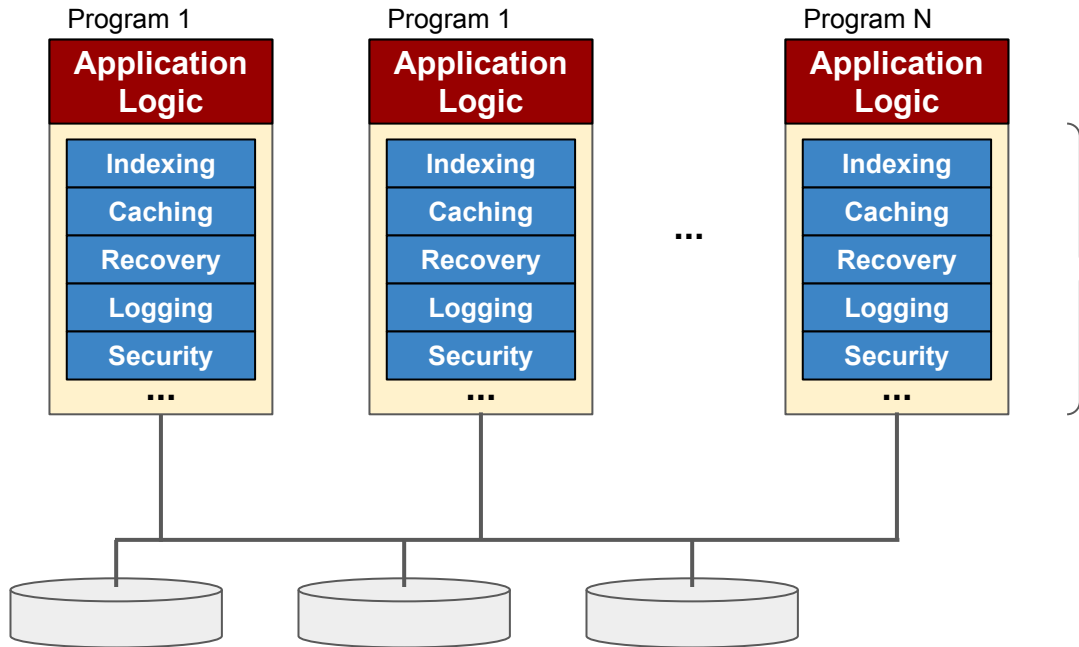 Program 1
Program 1
Program N
Application
Logic
Application
Logic
Application
Logic
Indexing
Caching
Recovery
Logging
Security
...
Indexing
Caching
Recovery
Logging
Security
...
...
Indexing
Caching
Recovery
Logging
Security
...